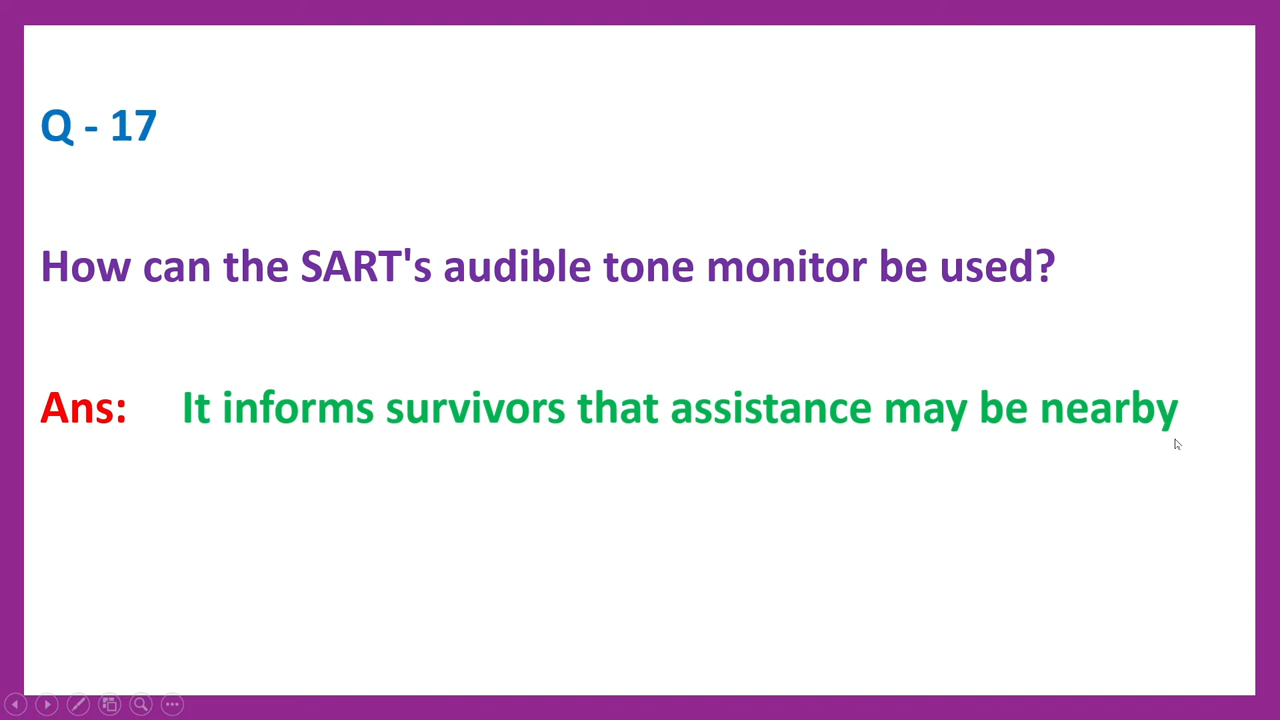 Q - 17
How can the SART's audible tone monitor be used?
Ans: It informs survivors that assistance may be nearby